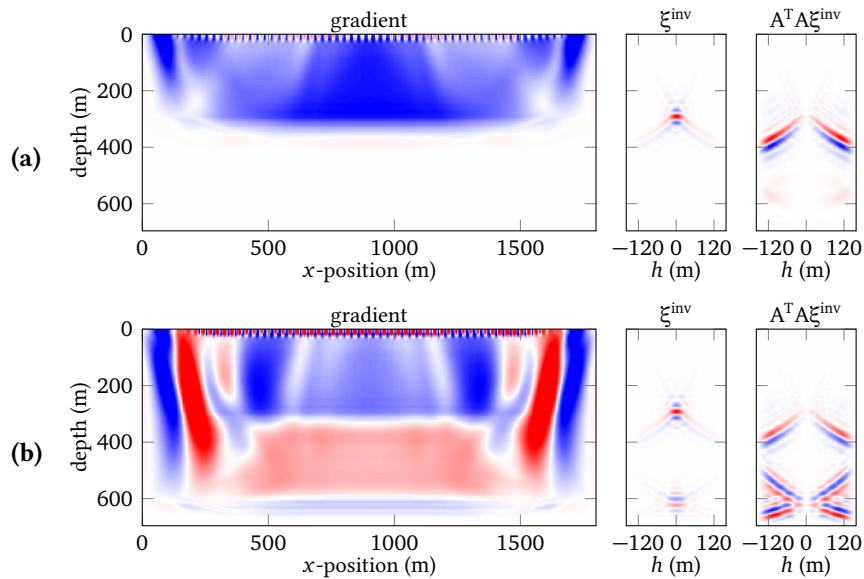 gradient ξ^inv A^T Aξ^inv
0
200
400
600
depth (m)
(a)
0 500 1000 1500
x-position (m)
−120 0 120
h (m)
−120 0 120
h (m)
gradient ξ^inv A^T Aξ^inv
0
200
400
600
depth (m)
(b)
0 500 1000 1500
x-position (m)
−120 0 120
h (m)
−120 0 120
h (m)